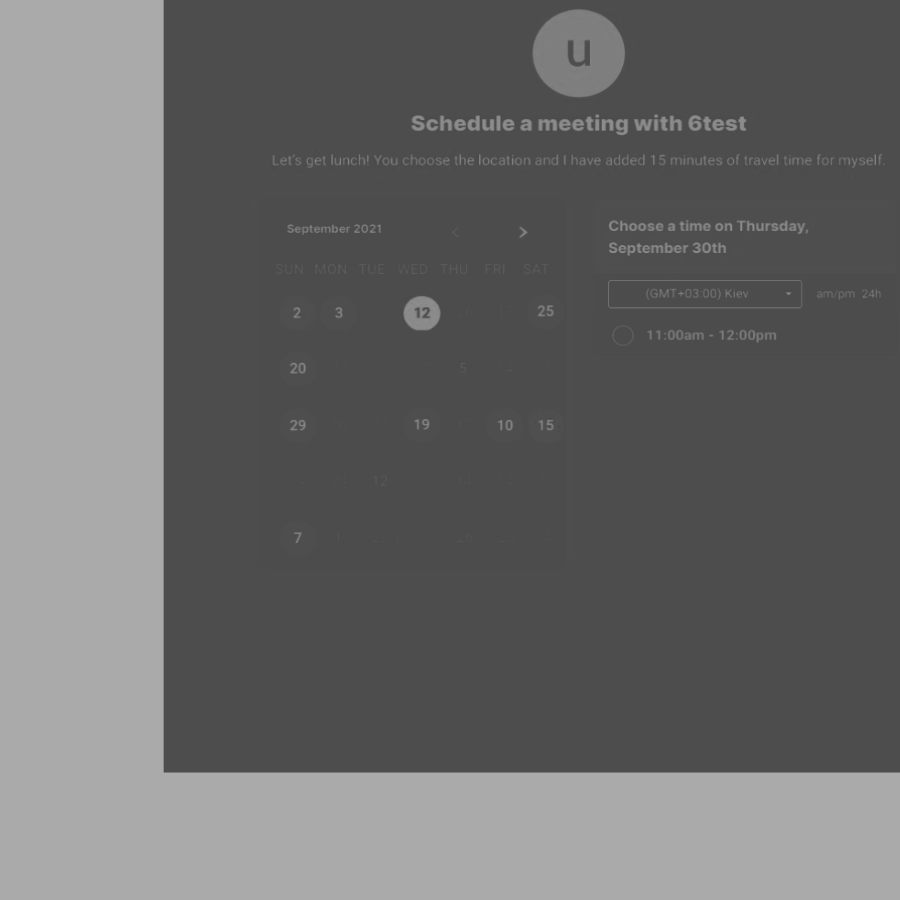 u
Schedule a meeting with 6test
Let's get lunch! You choose the location and I have added 15 minutes of travel time for myself.
September 2021
SUN MON TUE WED THU FRI SAT
2 3 12 25
20 5
29 19 10 15
12 14
7
Choose a time on Thursday,
September 30th
(GMT+03:00) Kiev am/pm 24h
11:00am - 12:00pm